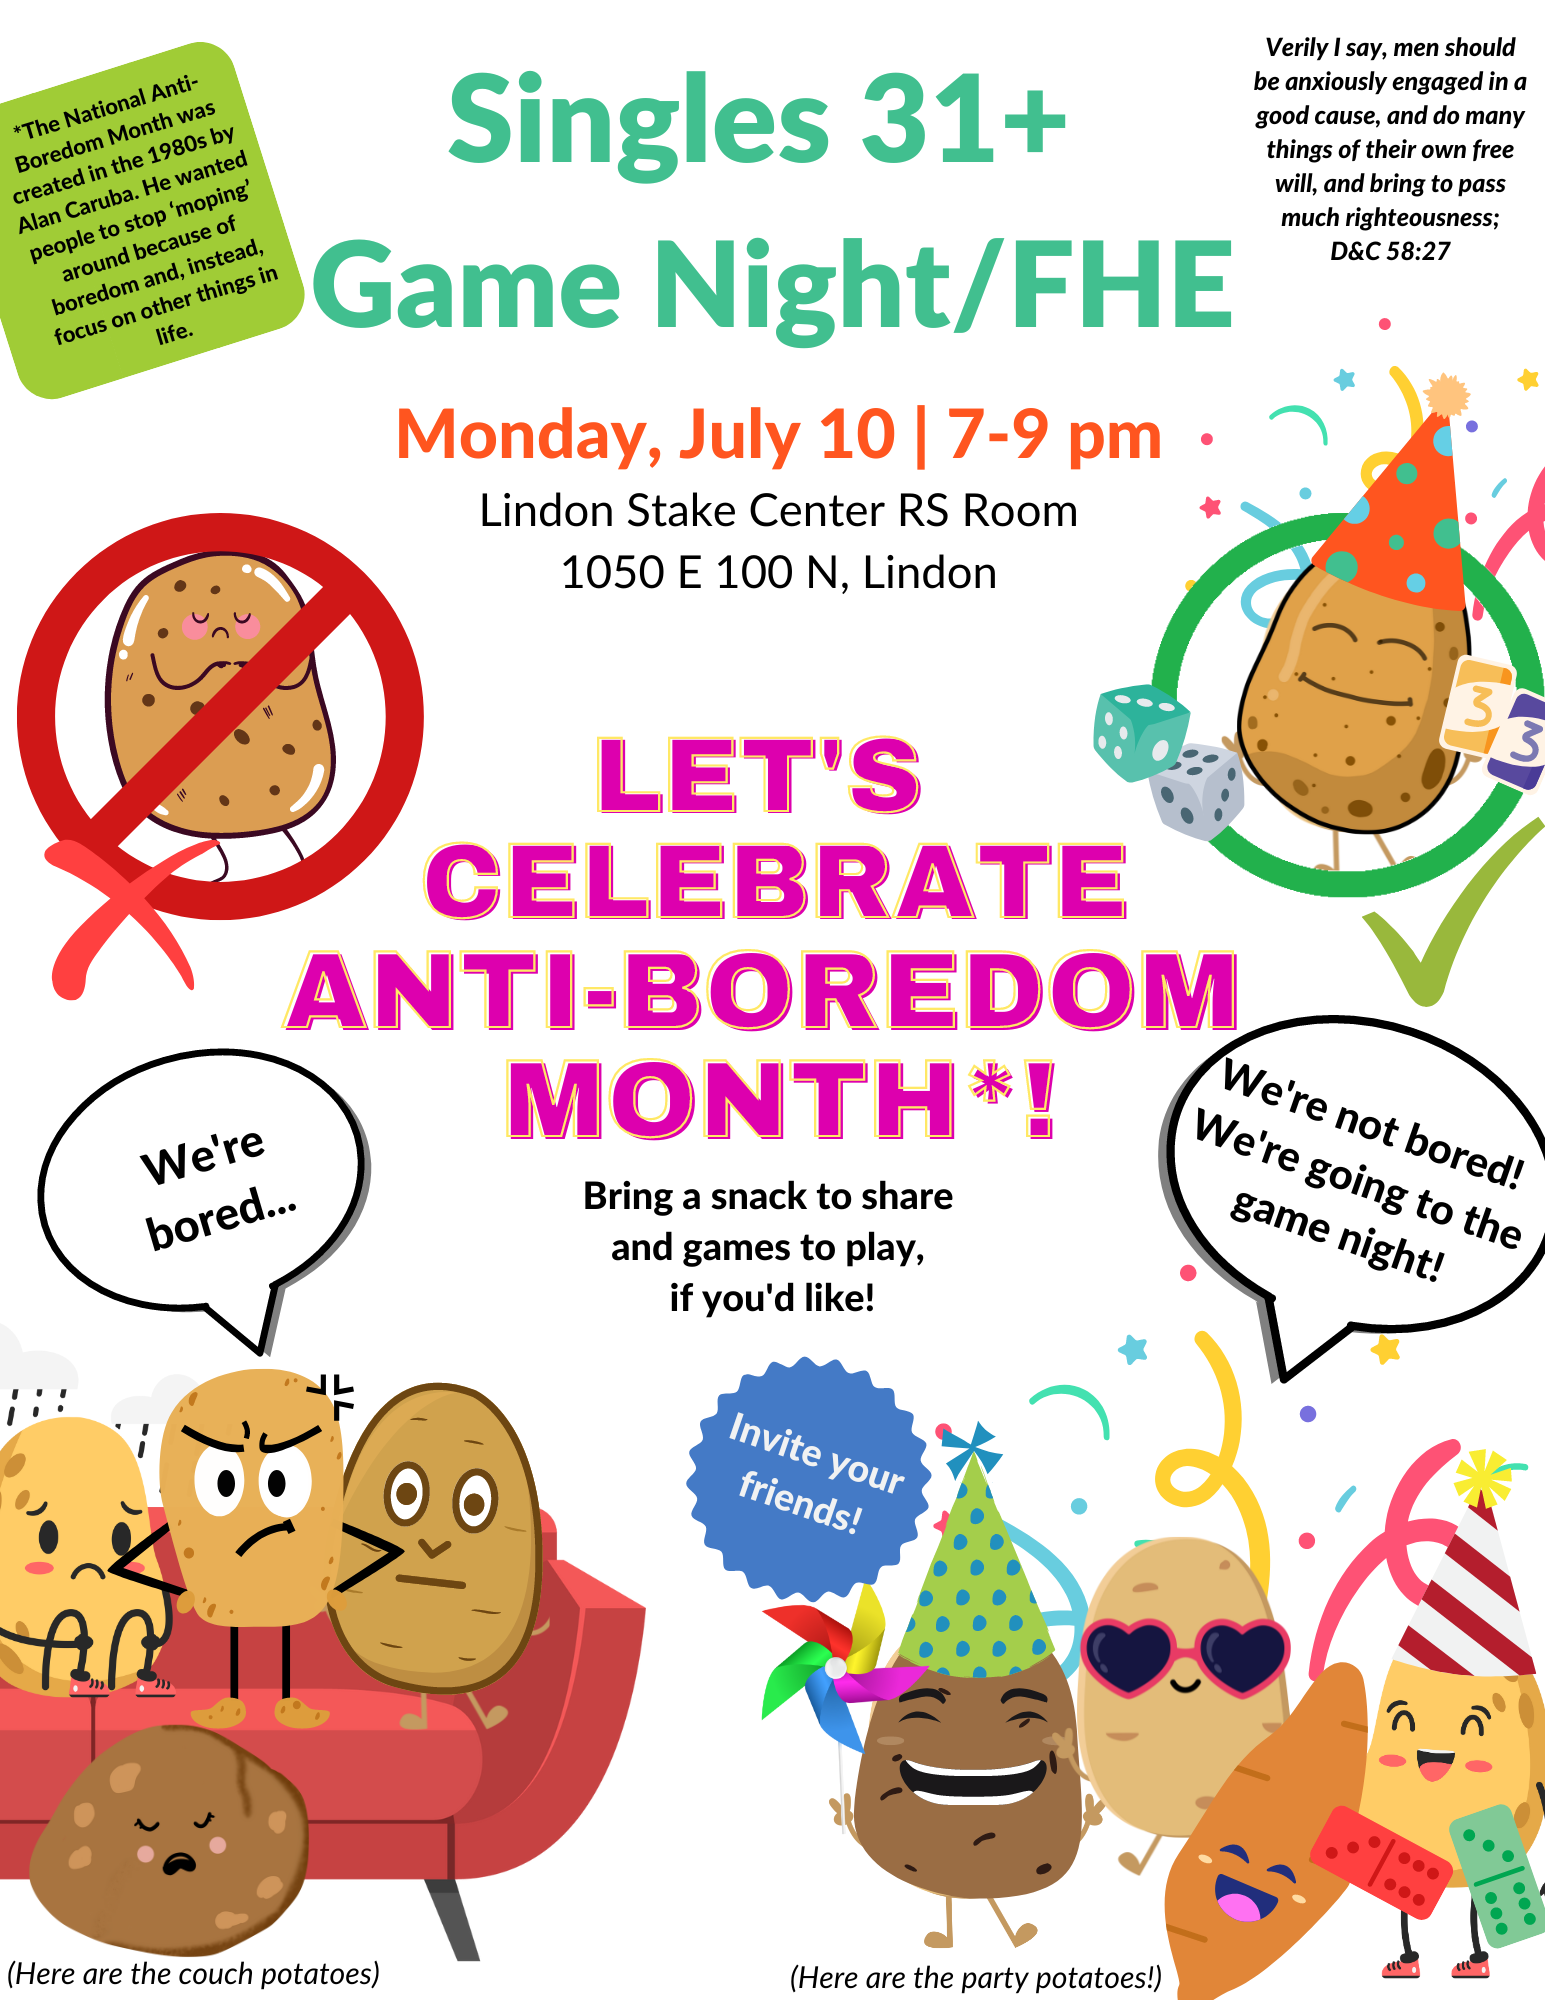 *The National Anti-
Boredom Month was
created in the 1980s by
Alan Caruba. He wanted
people to stop ‘moping’
around because of
boredom and, instead,
focus on other things in
life.
Singles 31+
Game Night/FHE
Verily I say, men should
be anxiously engaged in a
good cause, and do many
things of their own free
will, and bring to pass
much righteousness;
D&C 58:27
Monday, July 10 | 7-9 pm
Lindon Stake Center RS Room
1050 E 100 N, Lindon
3
3
LET'S
CELEBRATE
ANTI-BOREDOM
MONTH*!
We're
bored...
We're not bored!
We're going to the
game night!
Bring a snack to share
and games to play,
if you'd like!
Invite your
friends!
(Here are the couch potatoes)
(Here are the party potatoes!)